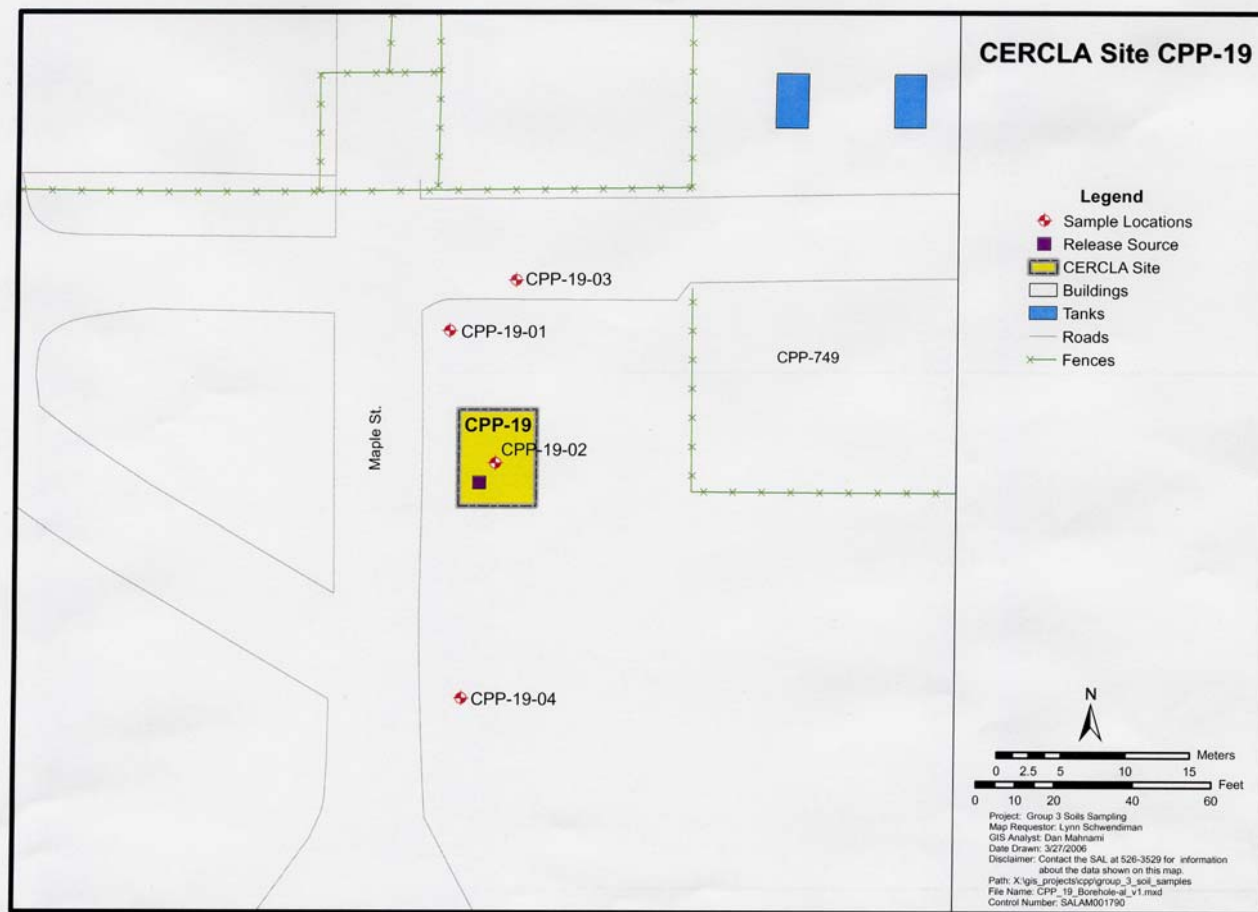 CERCLA Site CPP-19
Legend
Sample Locations
Release Source
CERCLA Site
Buildings
Tanks
Roads
Fences
CPP-19-03
CPP-19-01
CPP-749
Maple St.
CPP-19
CPP-19-02
CPP-19-04
N
Meters
0 2.5 5 10 15
Feet
0 10 20 40 60
Project: Group 3 Soils Sampling
Map Requestor: Lynn Schwendiman
GIS Analyst: Dan Mahnami
Date Drawn: 3/27/2006
Disclaimer: Contact the SAL at 526-3529 for information
about the data shown on this map.
Path: X:\gis_projects\cpp\group_3_soil_samples
File Name: CPP_19_Borehole-al_v1.mxd
Control Number: SALAM001790